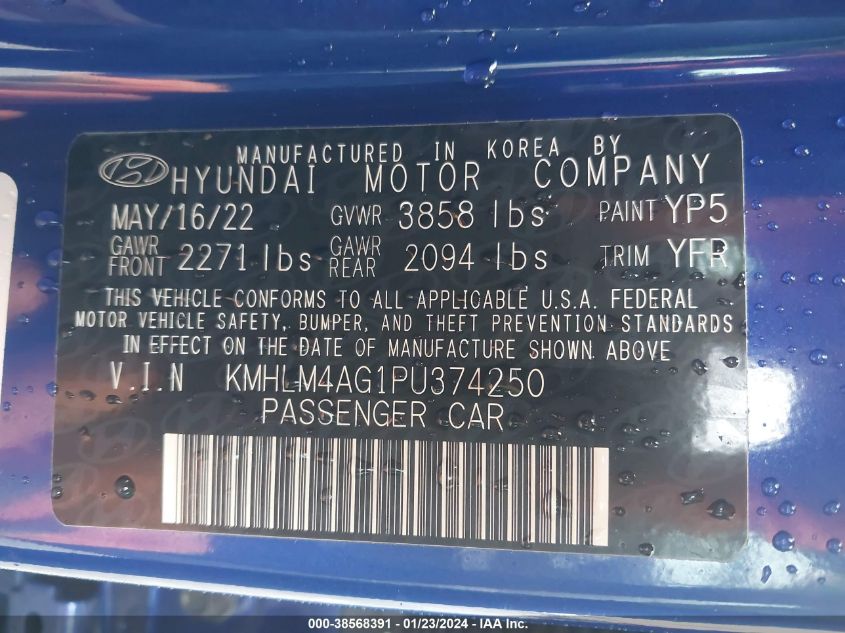 MANUFACTURED IN KOREA BY
HYUNDAI MOTOR COMPANY
MAY/16/22 GVWR 3858 lbs PAINT YP5
GAWR FRONT 2271 lbs GAWR REAR 2094 lbs TRIM YFR
THIS VEHICLE CONFORMS TO ALL APPLICABLE U.S.A. FEDERAL
MOTOR VEHICLE SAFETY, BUMPER, AND THEFT PREVENTION STANDARDS
IN EFFECT ON THE DATE OF MANUFACTURE SHOWN ABOVE
V.I.N KMHLM4AG1PU374250
PASSENGER CAR
000-38568391 - 01/23/2024 - IAA Inc.